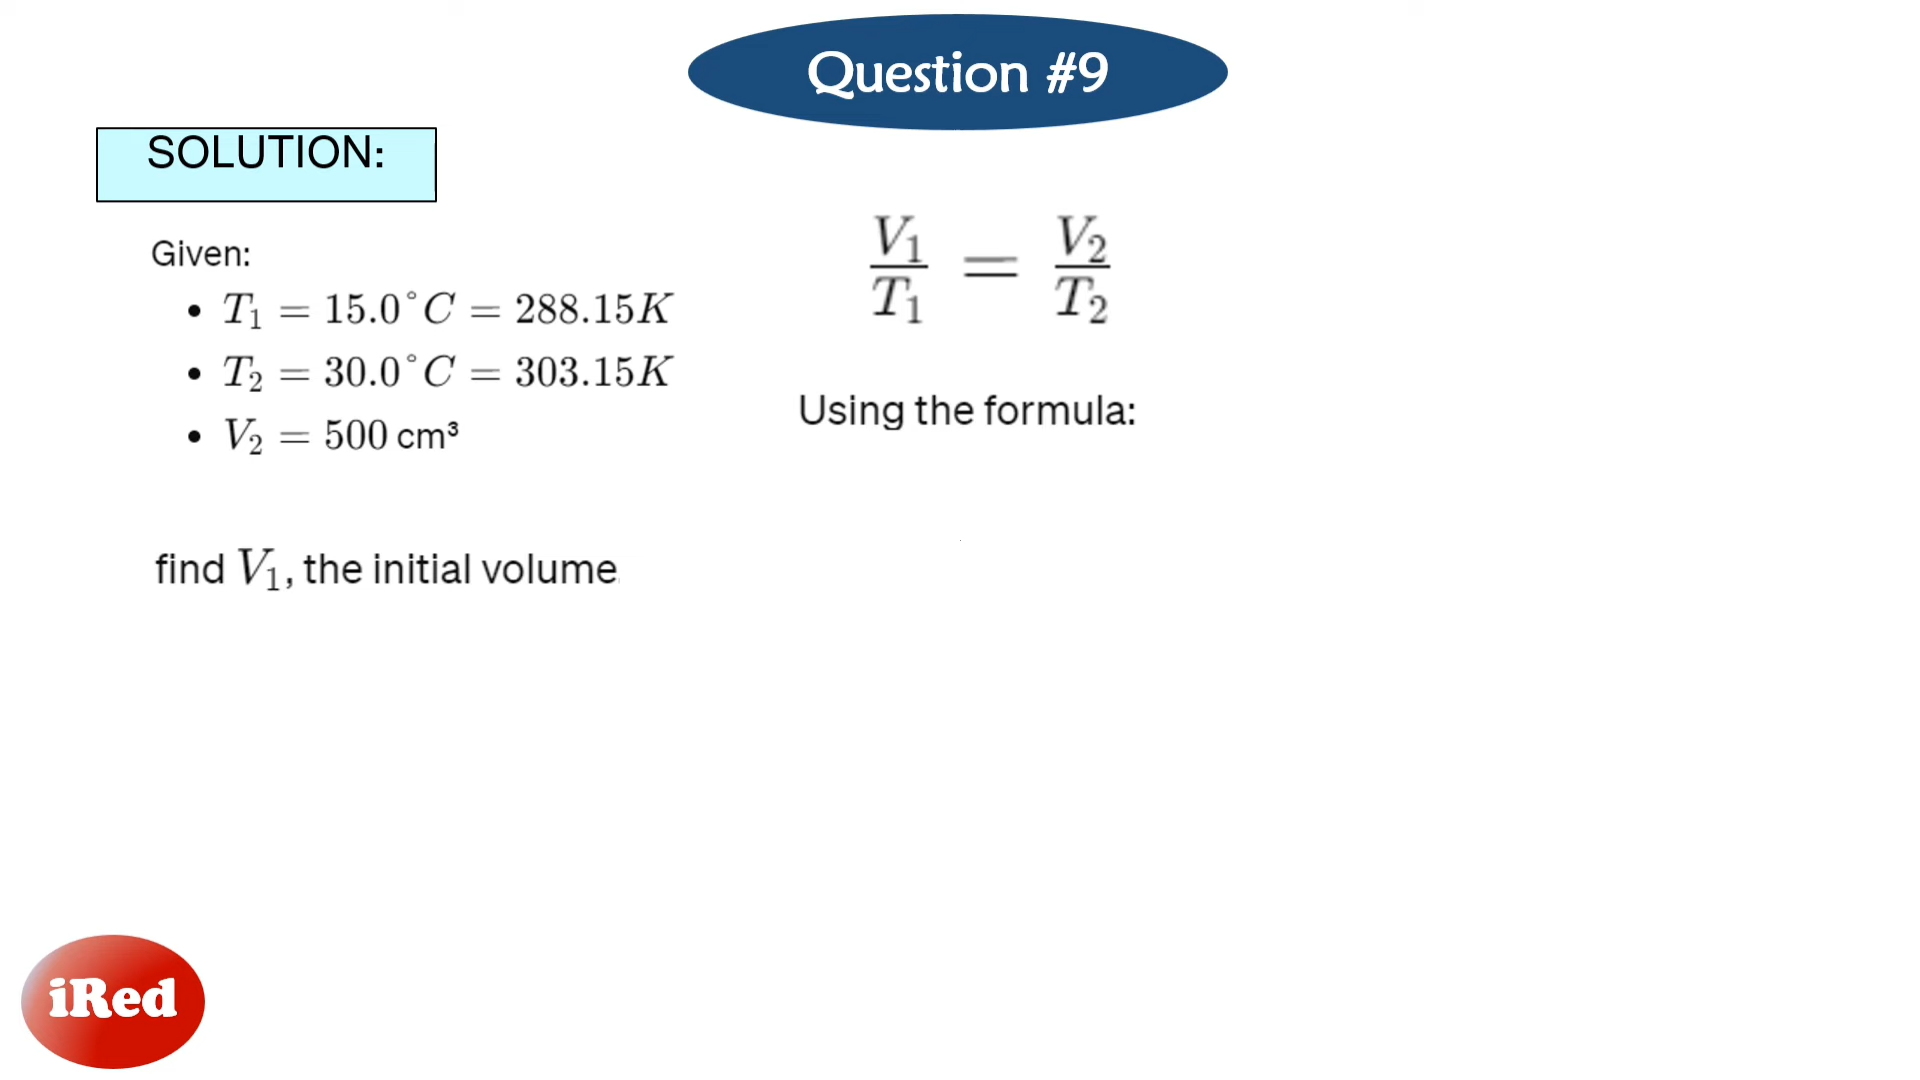 Question #9
SOLUTION:
Given:
• T₁ = 15.0°C = 288.15K
• T₂ = 30.0°C = 303.15K
• V₂ = 500 cm³
find V₁, the initial volume
V₁/T₁ = V₂/T₂
Using the formula:
iRed